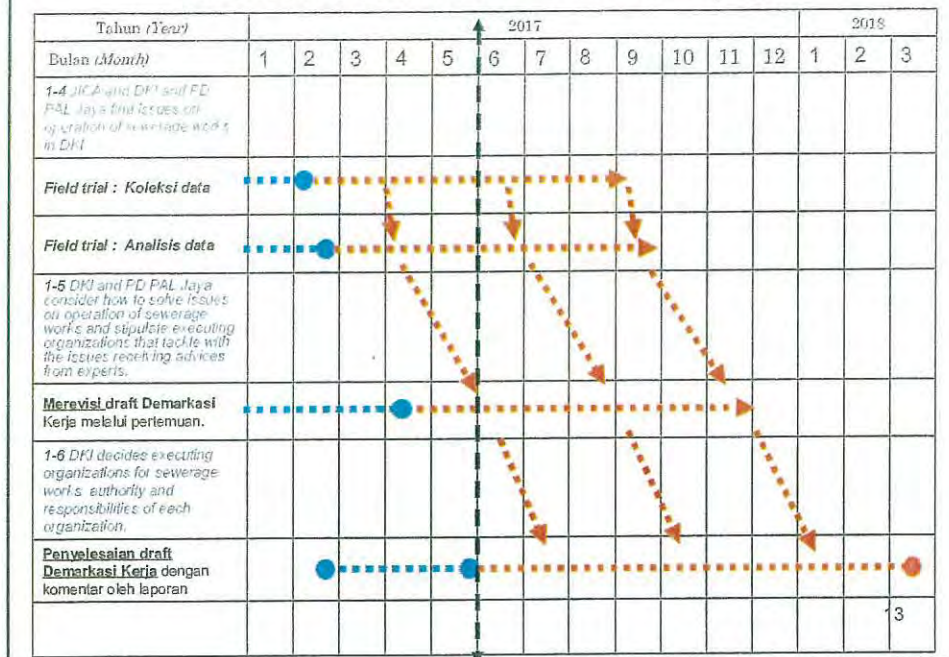 Tahun (Year) 2017 2018
Bulan (Month) 1 2 3 4 5 6 7 8 9 10 11 12 1 2 3
1-4 JICA and DKI and PD
PAL Jaya find issues on
operation of sewerage works
in DKI
Field trial : Koleksi data
Field trial : Analisis data
1-5 DKI and PD PAL Jaya
consider how to solve issues
on operation of sewerage
works and stipulate executing
organizations that tackle with
the issues receiving advices
from experts.
Merevisi draft Demarkasi
Kerja melalui pertemuan.
1-6 DKI decides executing
organizations for sewerage
works, authority and
responsibilities of each
organization.
Penyelesaian draft
Demarkasi Kerja dengan
komentar oleh laporan
13